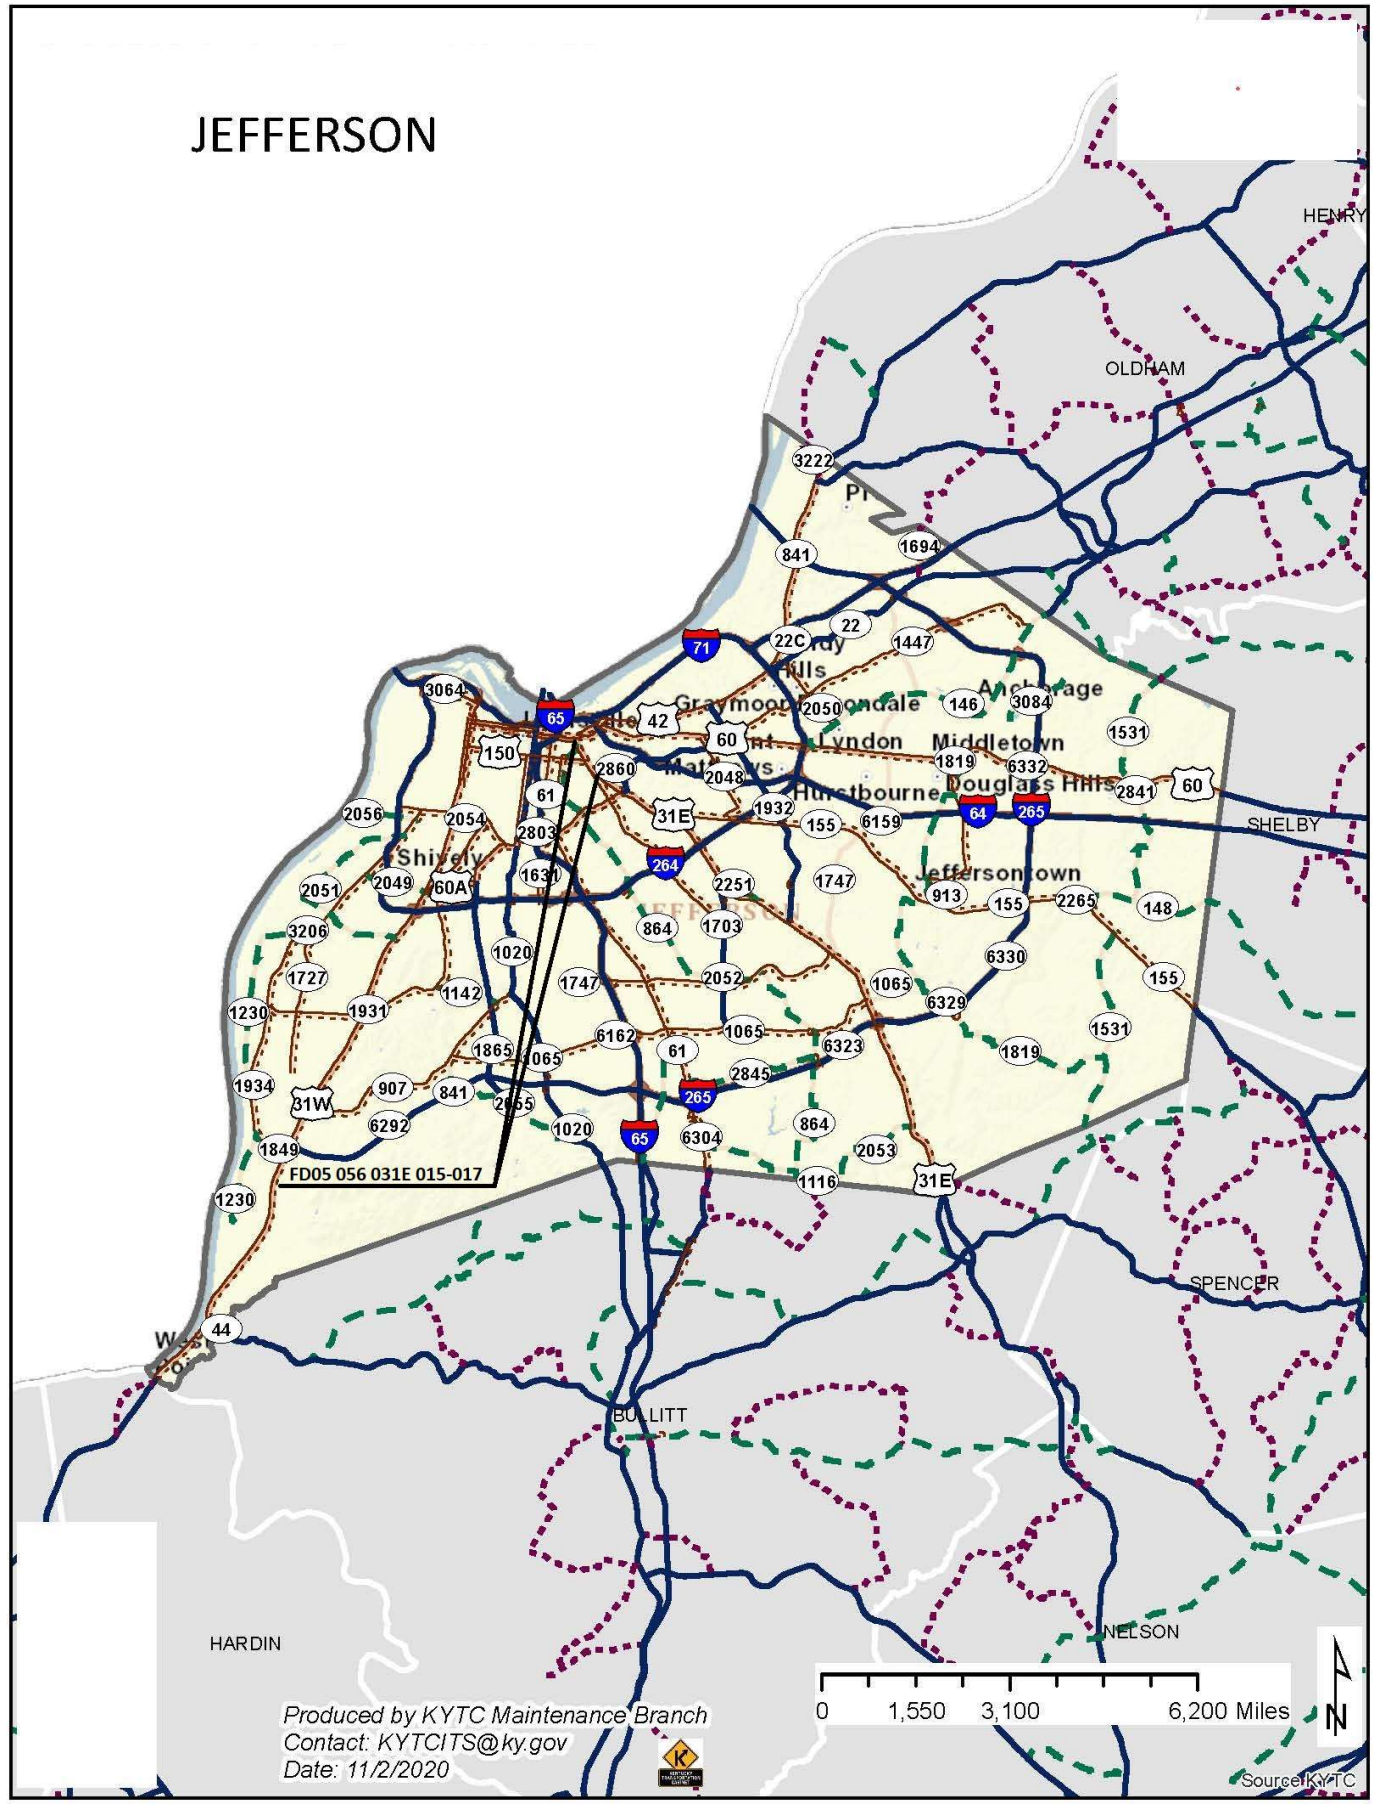 JEFFERSON
HENRY
OLDHAM
3222
841
1694
71
22C
22
1447
3064
65
42
2050
146
Anchorage
3084
1531
150
60
Lyndon
Middletown
1819
6332
2860
2048
Douglass Hills
2841
60
61
Hurstbourne
2056
2054
2803
31E
1932
155
6159
64
265
SHELBY
Shively
264
2051
2049
60A
1631
2251
1747
Jeffersontown
913
155
2265
148
JEFFERSON
3206
864
1703
1020
6330
1727
1142
1747
2052
1065
6329
155
1230
1931
6162
1065
6323
1531
1865
61
1819
1934
31W
907
841
2845
265
6292
1020
65
6304
864
1849
2053
FD05 056 031E 015-017
1116
31E
1230
SPENCER
44
BULLITT
HARDIN
NELSON
0 1,550 3,100 6,200 Miles
N
Produced by KYTC Maintenance Branch
Contact: KYTCITS@ky.gov
Date: 11/2/2020
Source KYTC